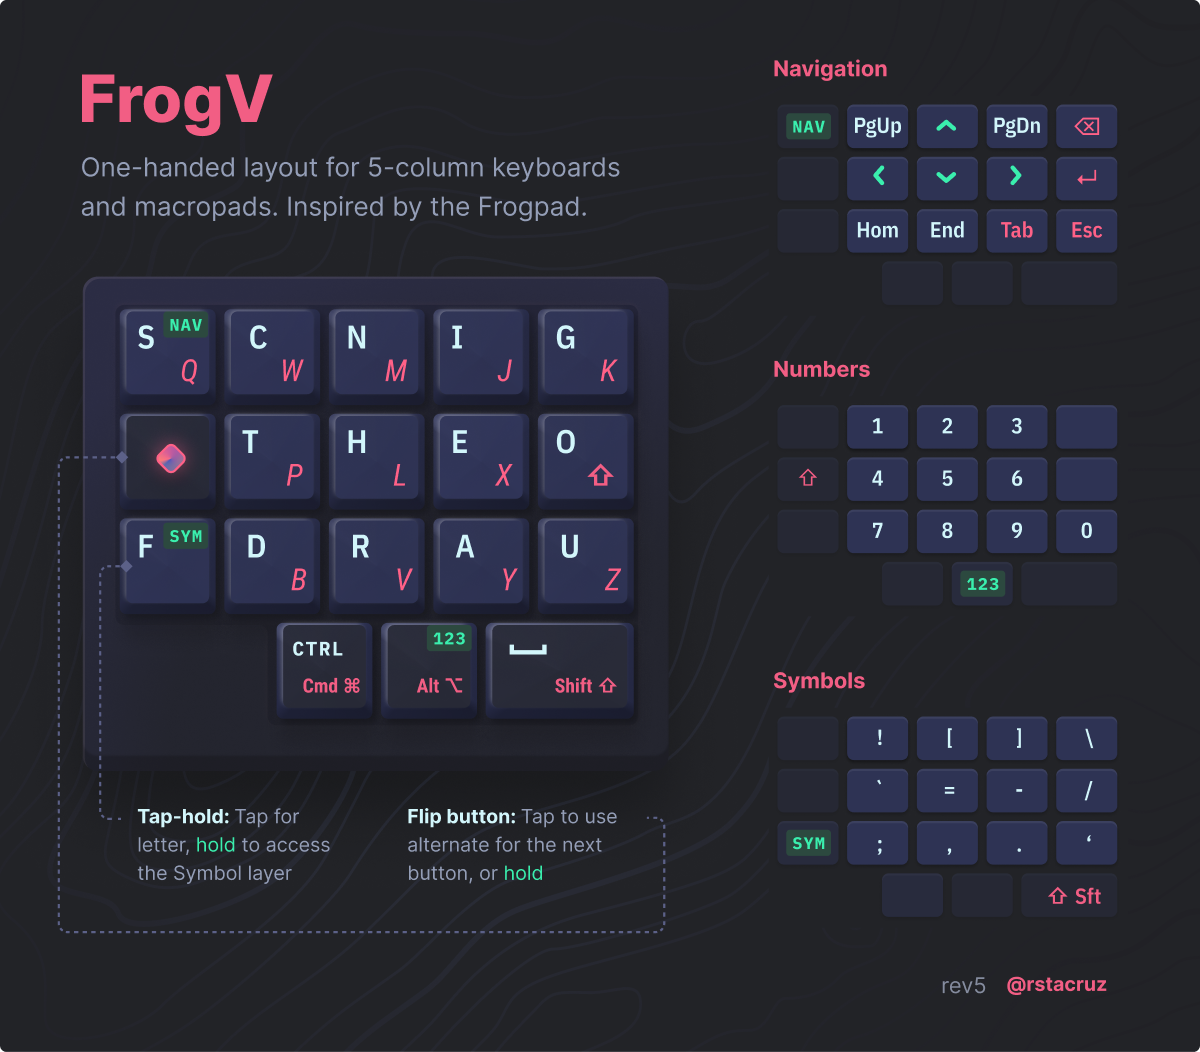 FrogV
One-handed layout for 5-column keyboards
and macropads. Inspired by the Frogpad.
S NAV Q
C W
N M
I J
G K
T P
H L
E X
O
F SYM
D B
R V
A Y
U Z
CTRL
Cmd ⌘
123
Alt ⌥
Shift
Tap-hold: Tap for
letter, hold to access
the Symbol layer
Flip button: Tap to use
alternate for the next
button, or hold
Navigation
NAV PgUp PgDn
Hom End Tab Esc
Numbers
1 2 3
4 5 6
7 8 9 0
123
Symbols
! [ ] \
` = - /
SYM ; , . ‘
Sft
rev5 @rstacruz